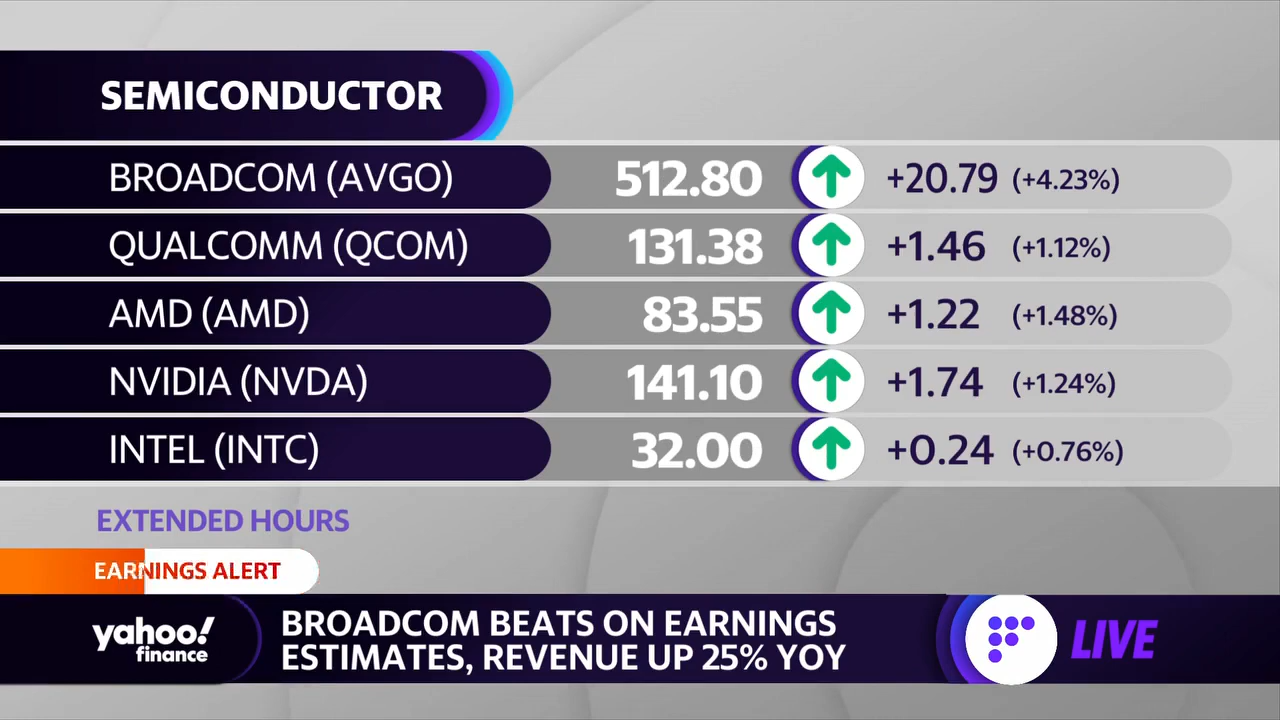 SEMICONDUCTOR
BROADCOM (AVGO) 512.80 +20.79 (+4.23%)
QUALCOMM (QCOM) 131.38 +1.46 (+1.12%)
AMD (AMD) 83.55 +1.22 (+1.48%)
NVIDIA (NVDA) 141.10 +1.74 (+1.24%)
INTEL (INTC) 32.00 +0.24 (+0.76%)
EXTENDED HOURS
EARNINGS ALERT
yahoo!
finance
BROADCOM BEATS ON EARNINGS
ESTIMATES, REVENUE UP 25% YOY
LIVE